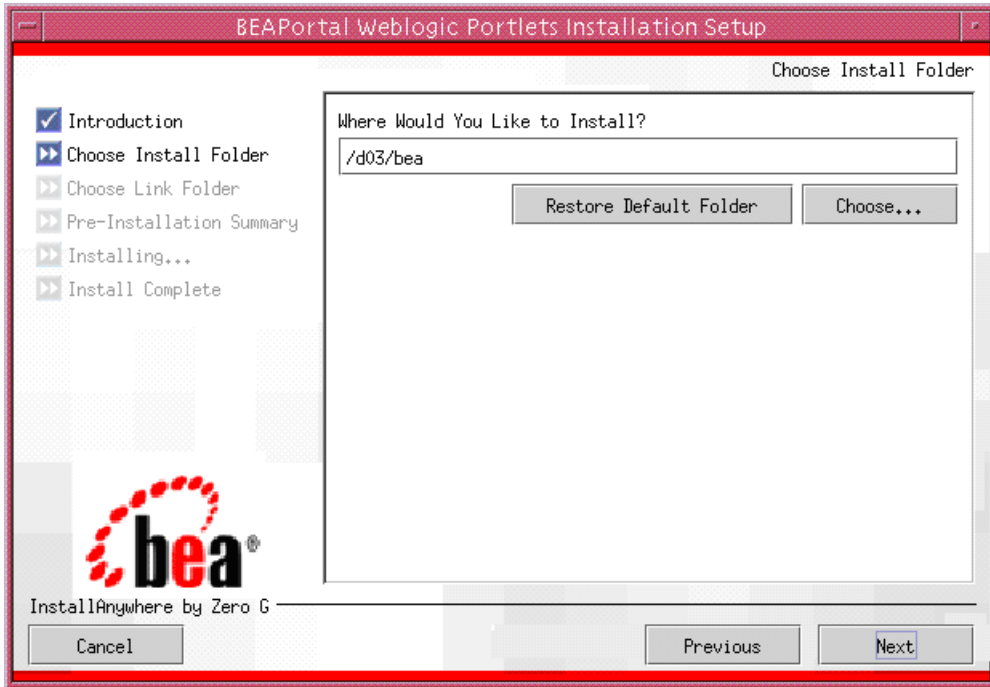 BEAPortal Weblogic Portlets Installation Setup
Choose Install Folder
Introduction
Choose Install Folder
Choose Link Folder
Pre-Installation Summary
Installing...
Install Complete
Where Would You Like to Install?
/d03/bea
Restore Default Folder
Choose...
bea®
InstallAnywhere by Zero G
Cancel
Previous
Next